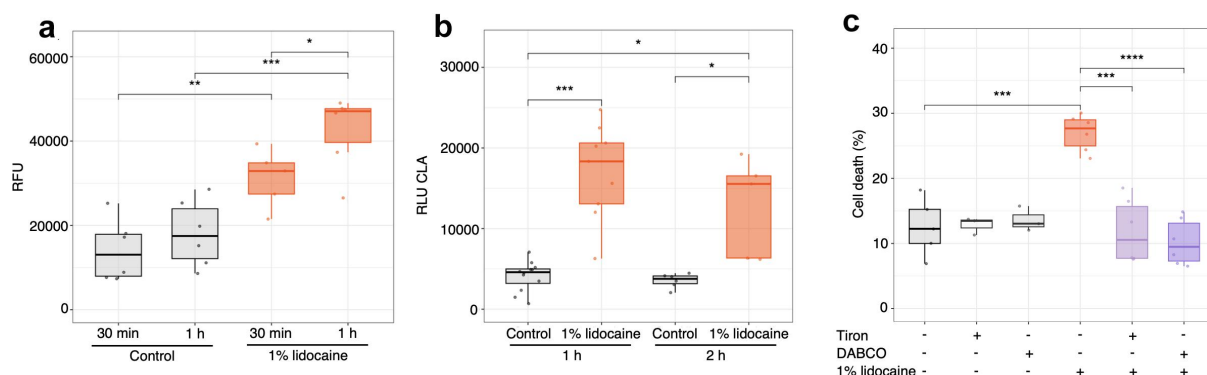 a
RFU
60000
40000
20000
0
*
***
**
30 min 1 h 30 min 1 h
Control 1% lidocaine
b
RLU CLA
30000
20000
10000
0
*
*
***
Control 1% lidocaine Control 1% lidocaine
1 h 2 h
c
Cell death (%)
40
30
20
10
0
****
***
***
Tiron - + - - + -
DABCO - - + - - +
1% lidocaine - - - + + +